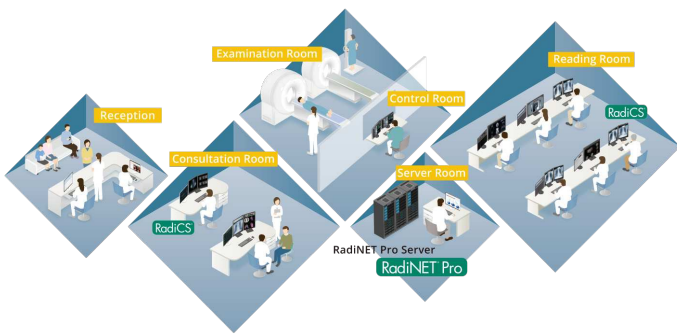 Reception
Consultation Room
RadiCS
Examination Room
Control Room
Server Room
RadiNET Pro Server
RadiNET Pro
Reading Room
RadiCS